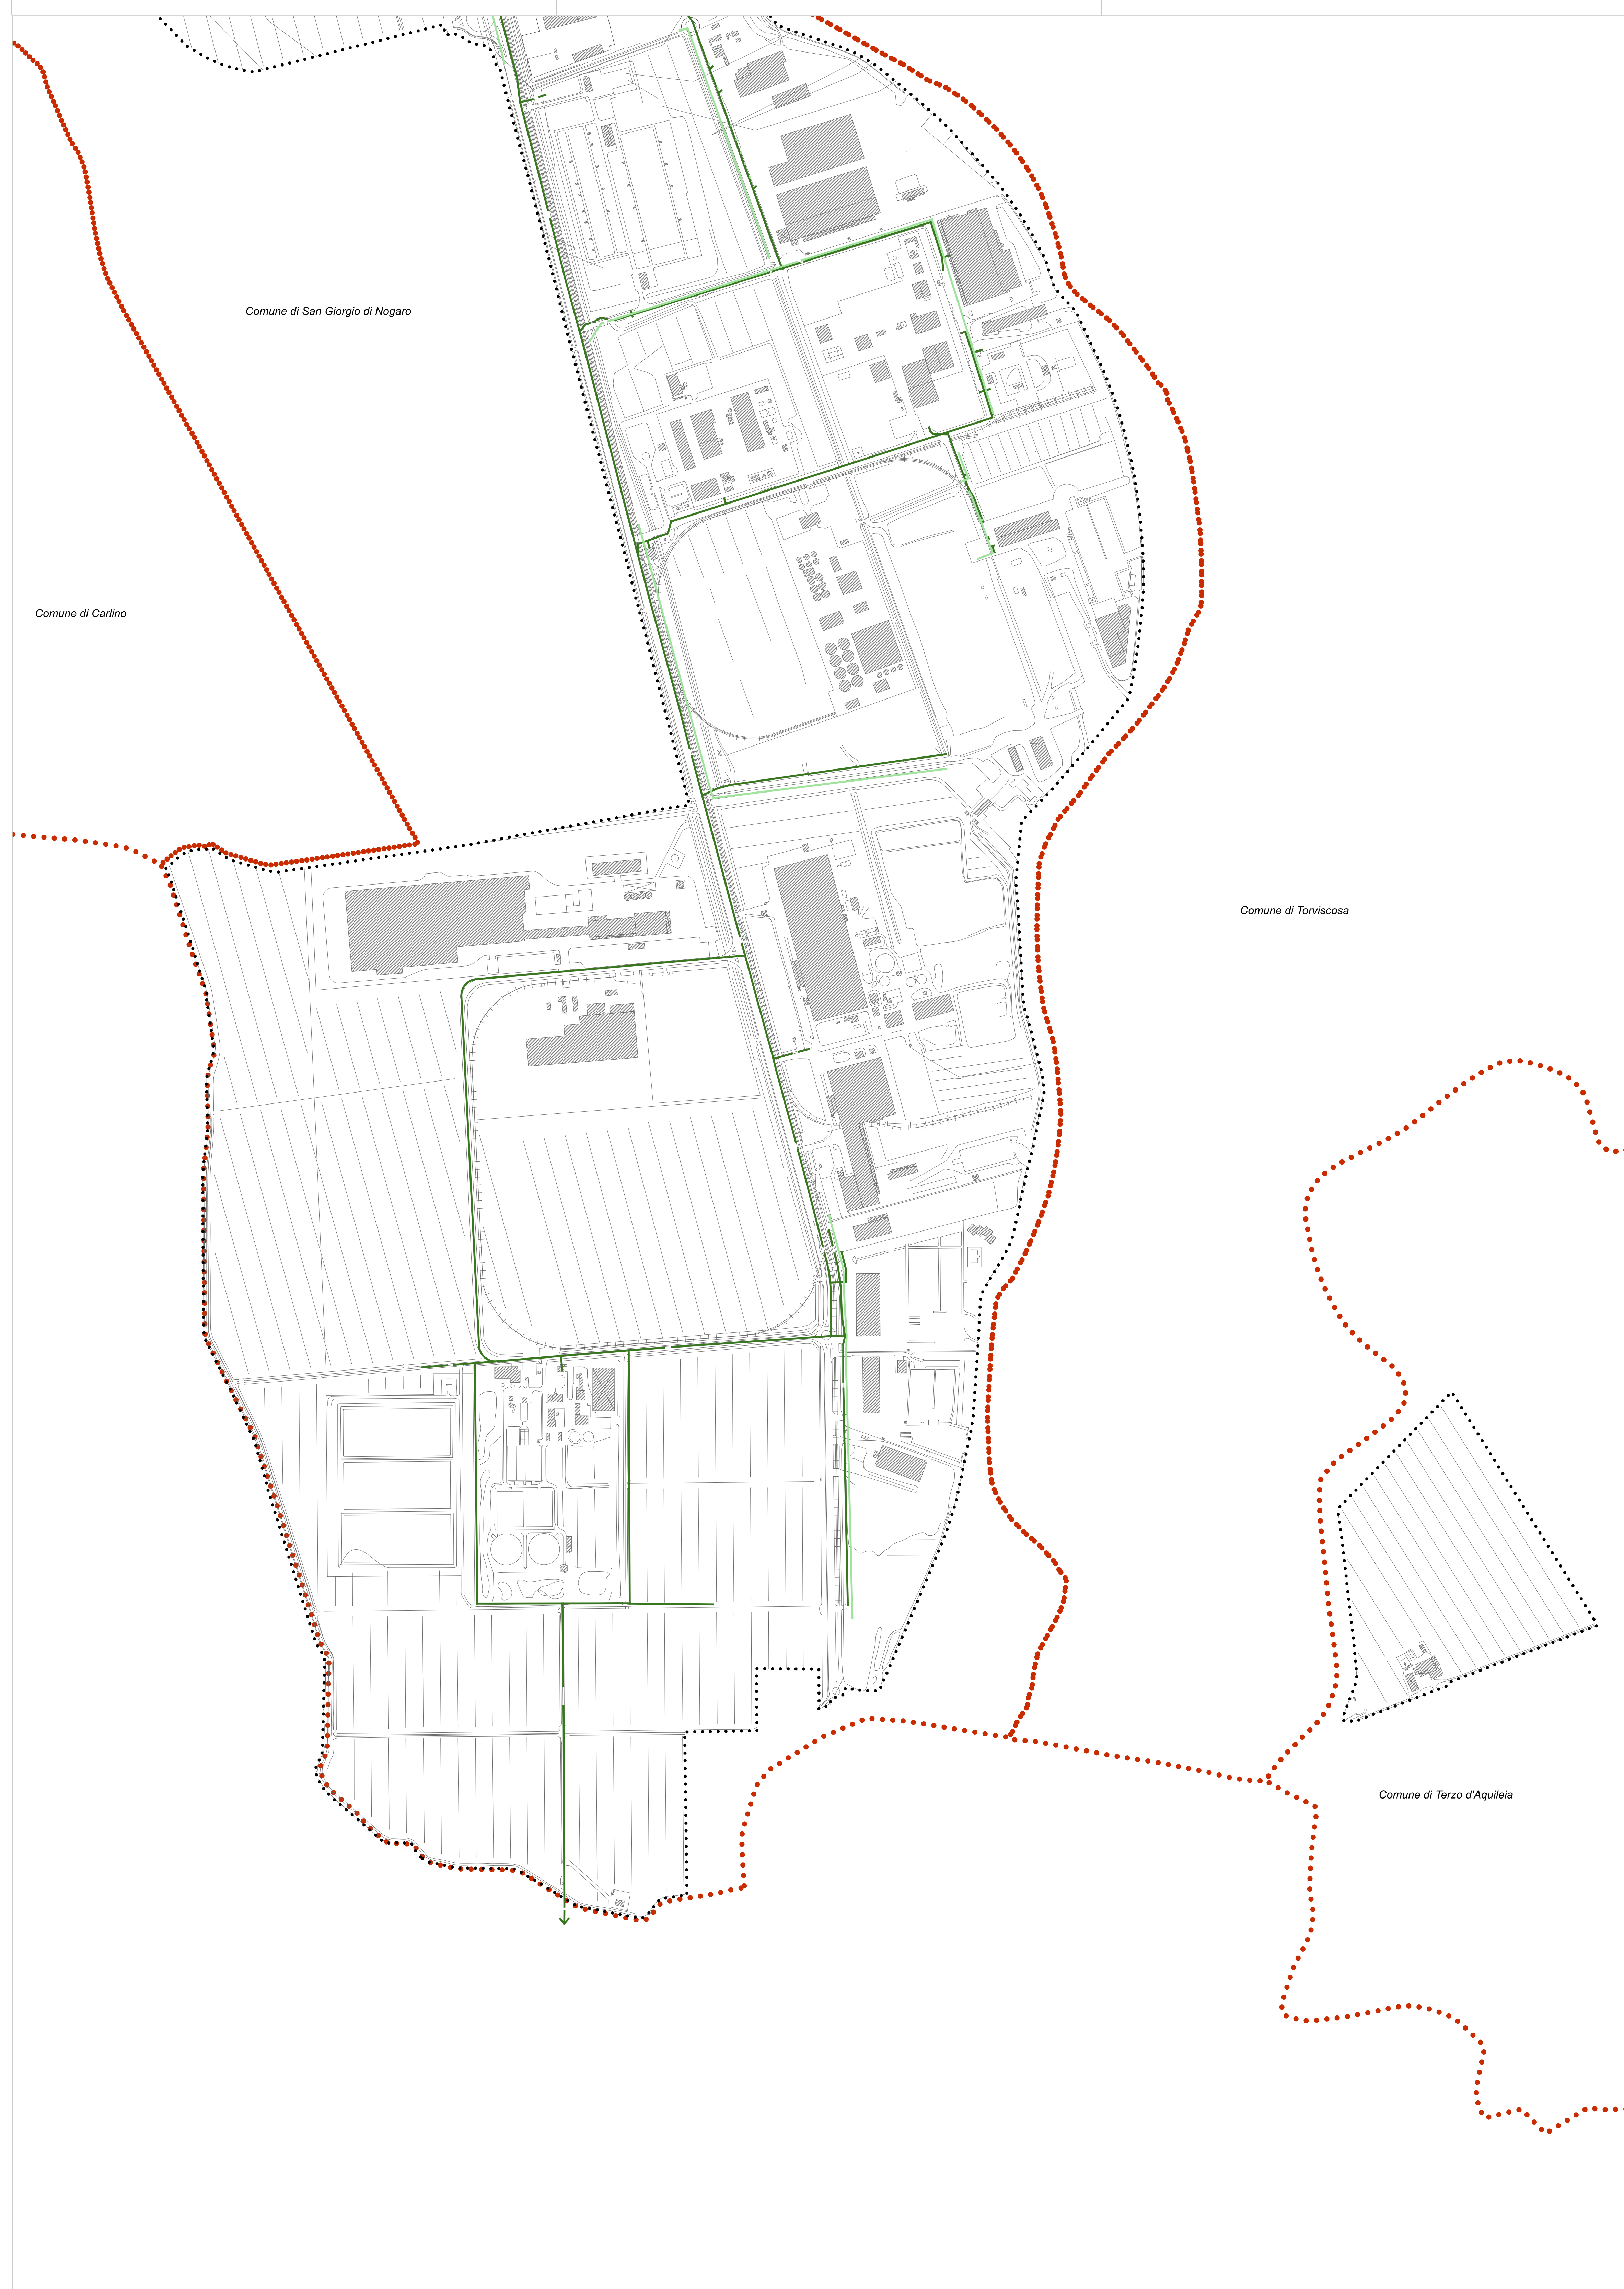 Comune di San Giorgio di Nogaro
Comune di Carlino
Comune di Torviscosa
Comune di Terzo d'Aquileia